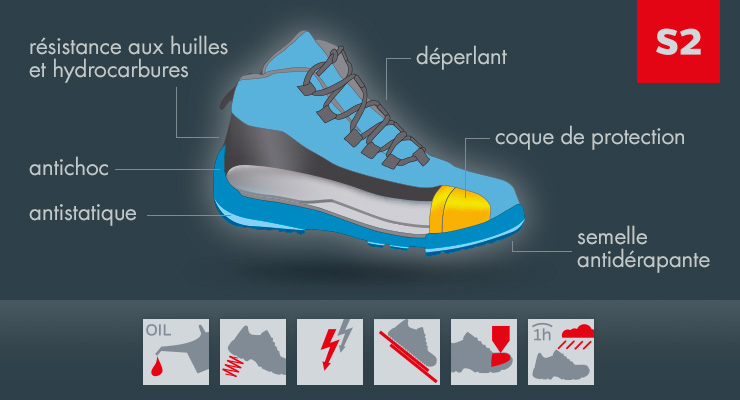 S2
résistance aux huilles
et hydrocarbures
déperlant
coque de protection
antichoc
antistatique
semelle
antidérapante
OIL
1h